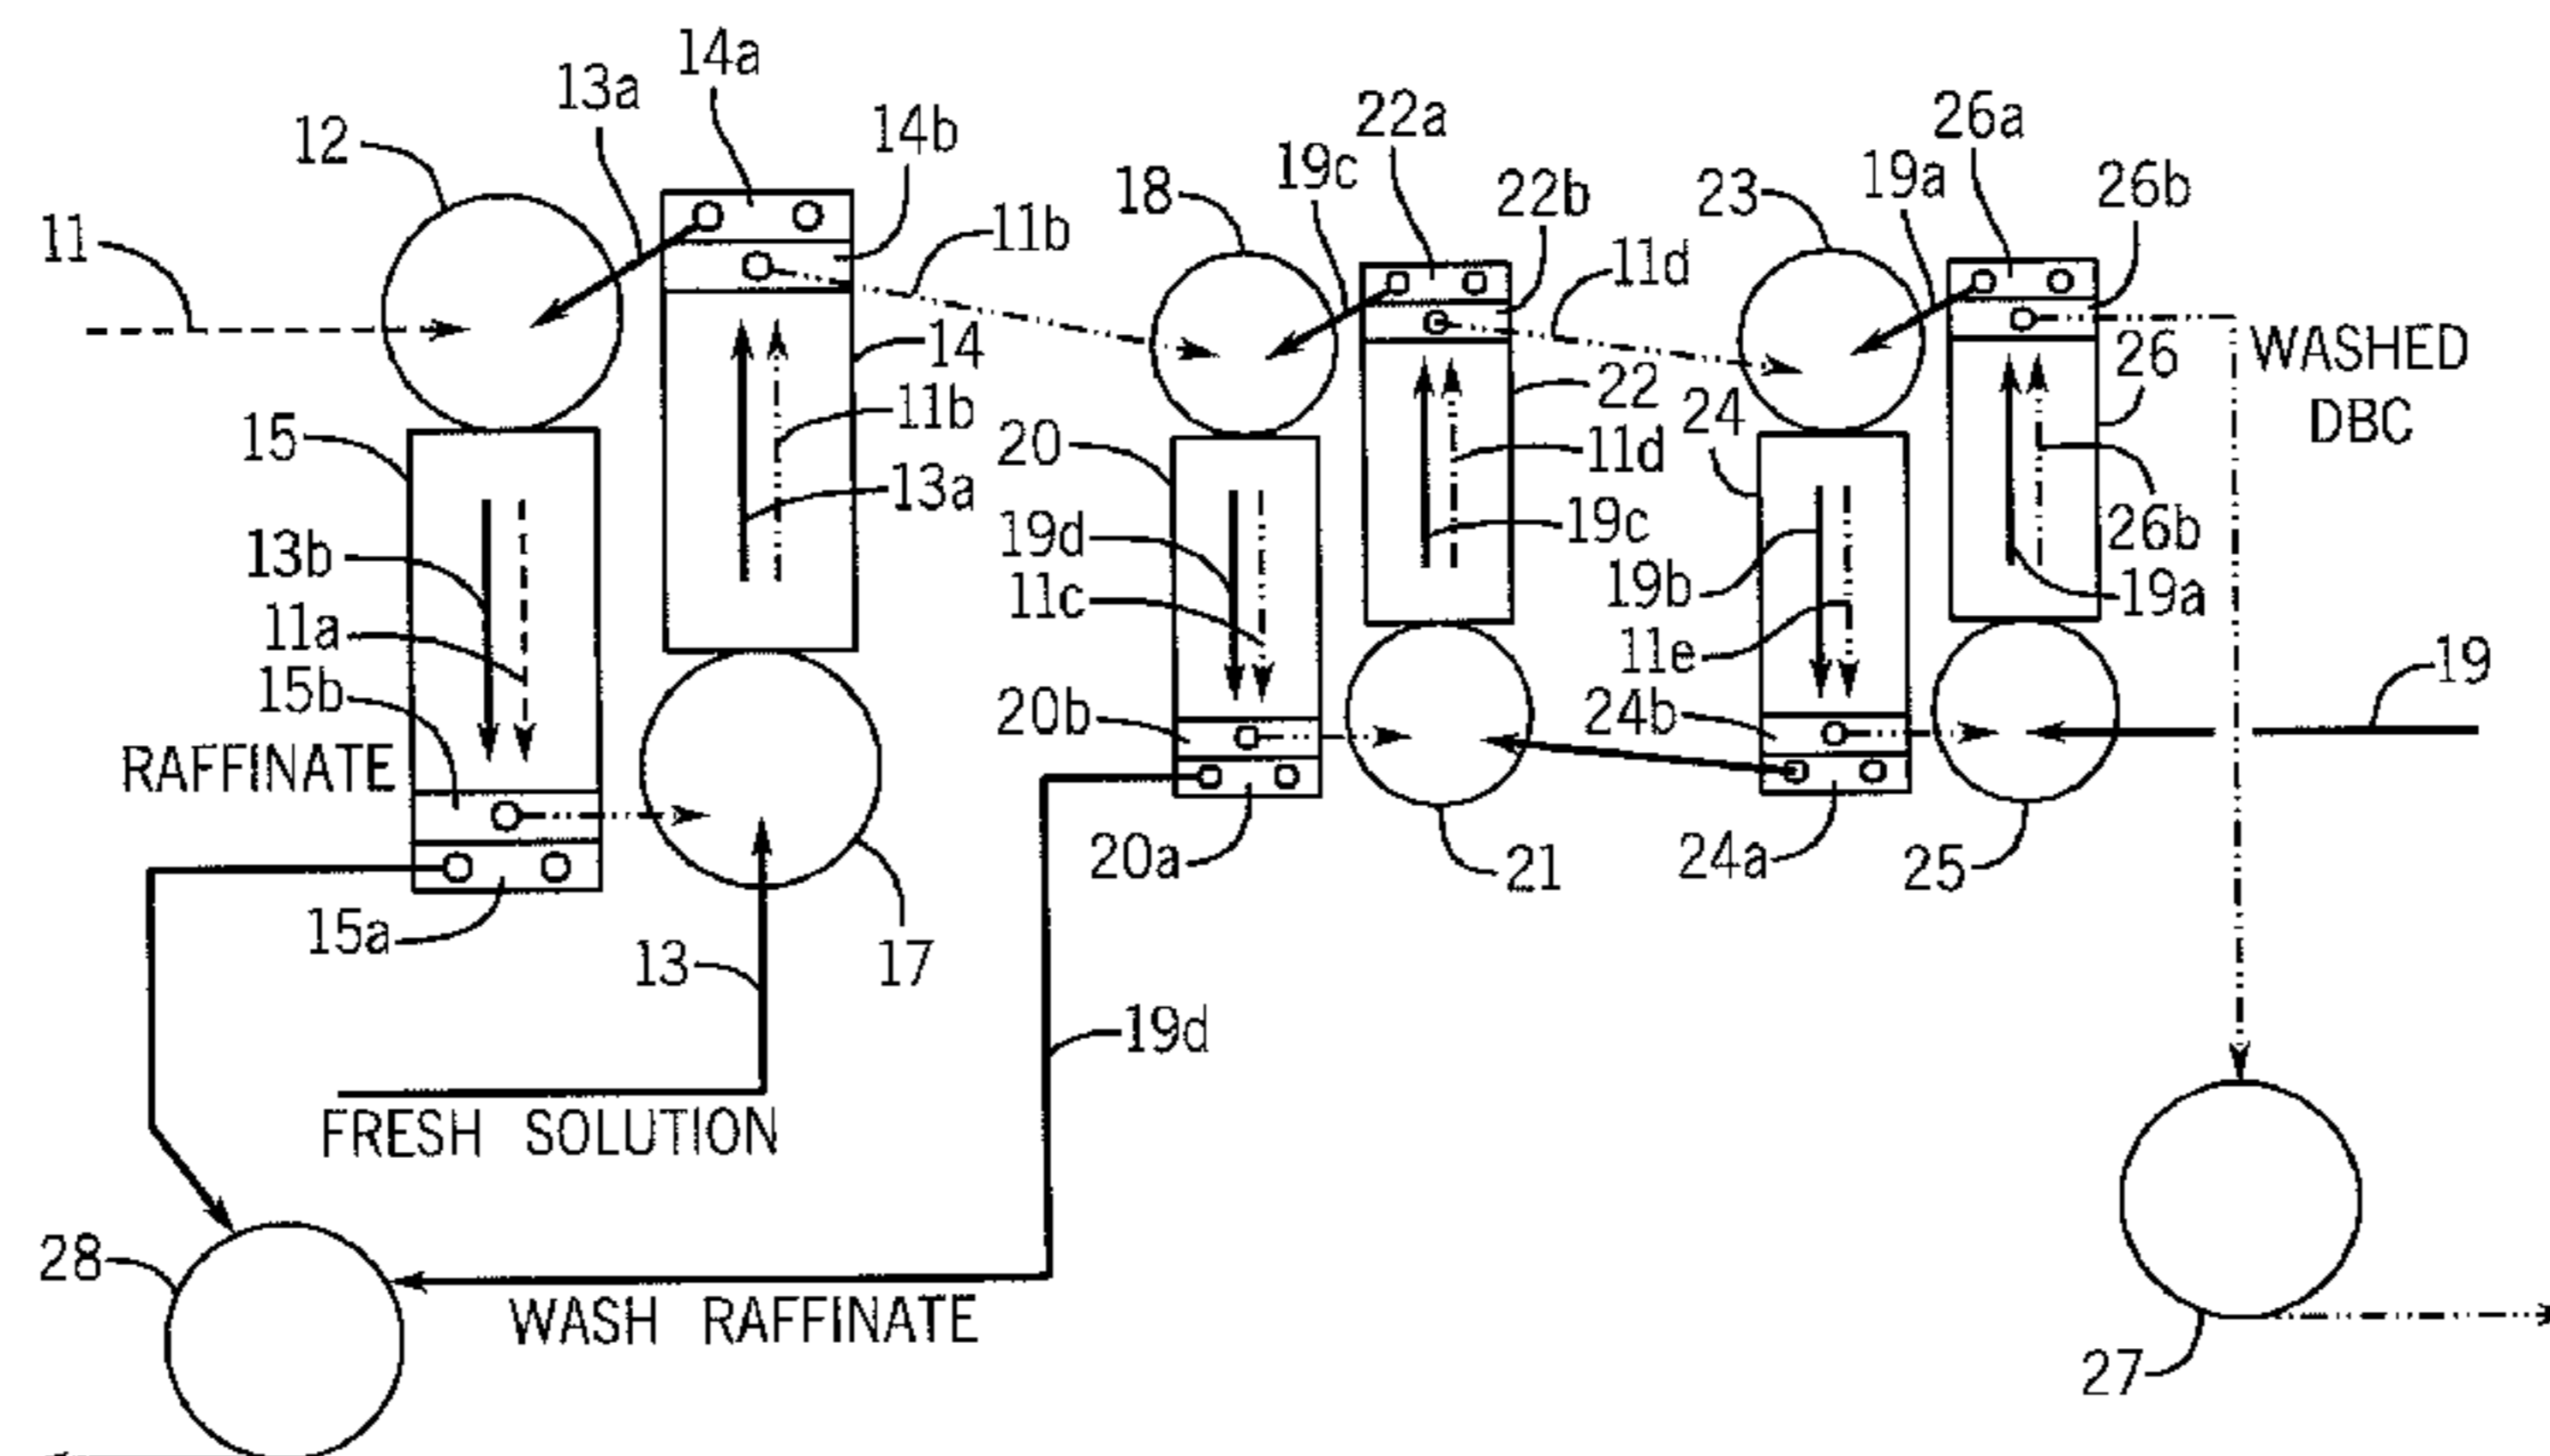 14a
13a
22a
26a
12
14b
19c
19a
18
23
26b
22b
11
11b
11d
14
WASHED
26
22
DBC
11b
24
15
20
11d
13a
19d
19c
26b
13b
19b
19a
11c
11a
11e
19
15b
20b
24b
RAFFINATE
20a
24a
21
25
15a
13
17
19d
FRESH SOLUTION
28
WASH RAFFINATE
27